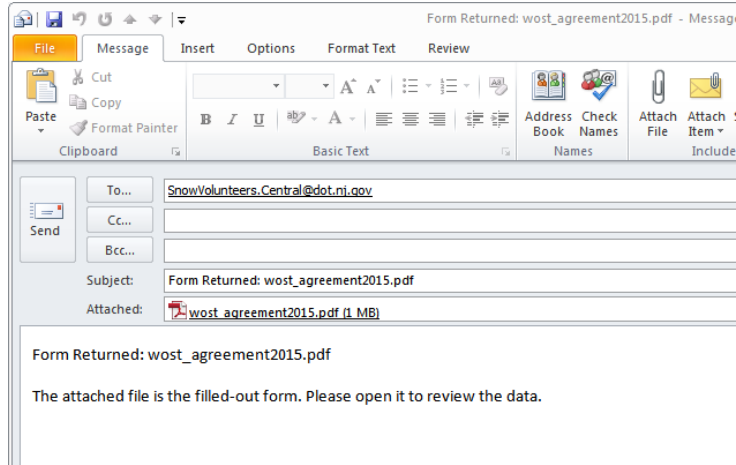 Form Returned: wost_agreement2015.pdf - Message
File Message Insert Options Format Text Review
Paste
Cut
Copy
Format Painter
Clipboard
B I U
Basic Text
Address Book
Check Names
Names
Attach File
Attach Item
Include
Send
To... SnowVolunteers.Central@dot.nj.gov
Cc...
Bcc...
Subject: Form Returned: wost_agreement2015.pdf
Attached: wost_agreement2015.pdf (1 MB)
Form Returned: wost_agreement2015.pdf
The attached file is the filled-out form. Please open it to review the data.